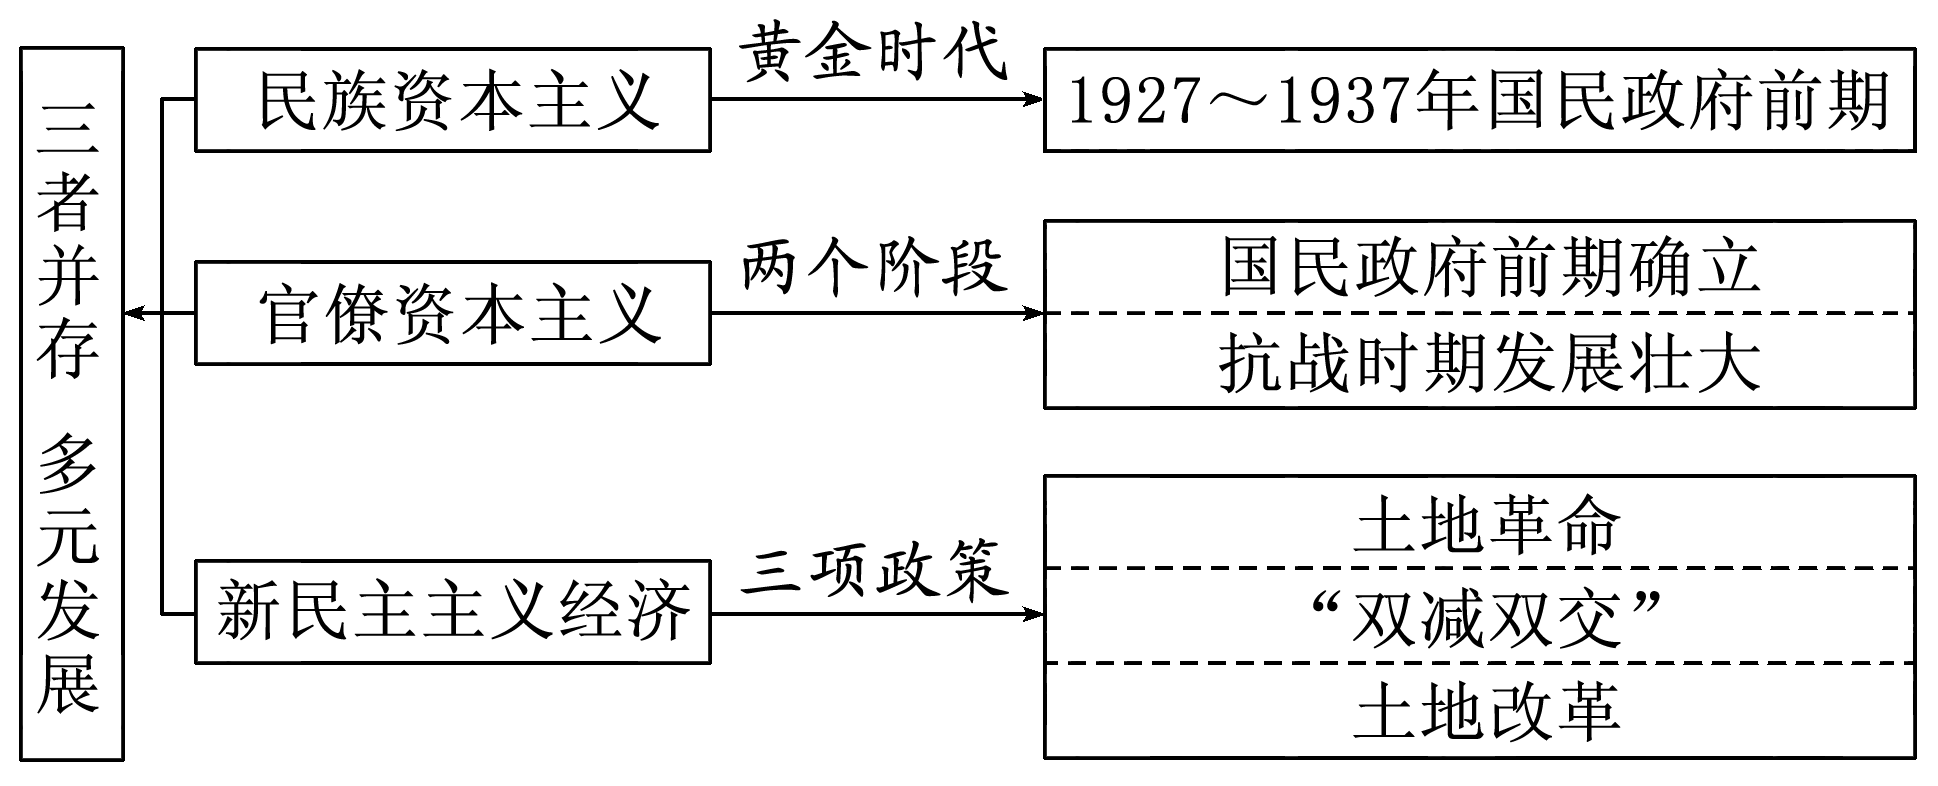 三者并存 多元发展
民族资本主义
黄金时代
1927～1937年国民政府前期
官僚资本主义
两个阶段
国民政府前期确立
抗战时期发展壮大
新民主主义经济
三项政策
土地革命
“双减双交”
土地改革